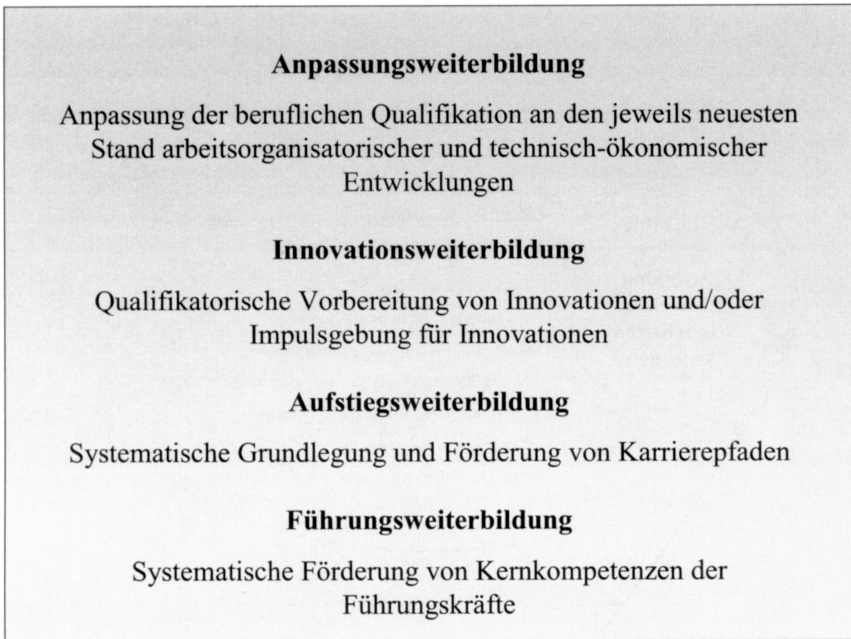 Anpassungsweiterbildung
Anpassung der beruflichen Qualifikation an den jeweils neuesten
Stand arbeitsorganisatorischer und technisch-ökonomischer
Entwicklungen
Innovationsweiterbildung
Qualifikatorische Vorbereitung von Innovationen und/oder
Impulsgebung für Innovationen
Aufstiegsweiterbildung
Systematische Grundlegung und Förderung von Karrierepfaden
Führungsweiterbildung
Systematische Förderung von Kernkompetenzen der
Führungskräfte